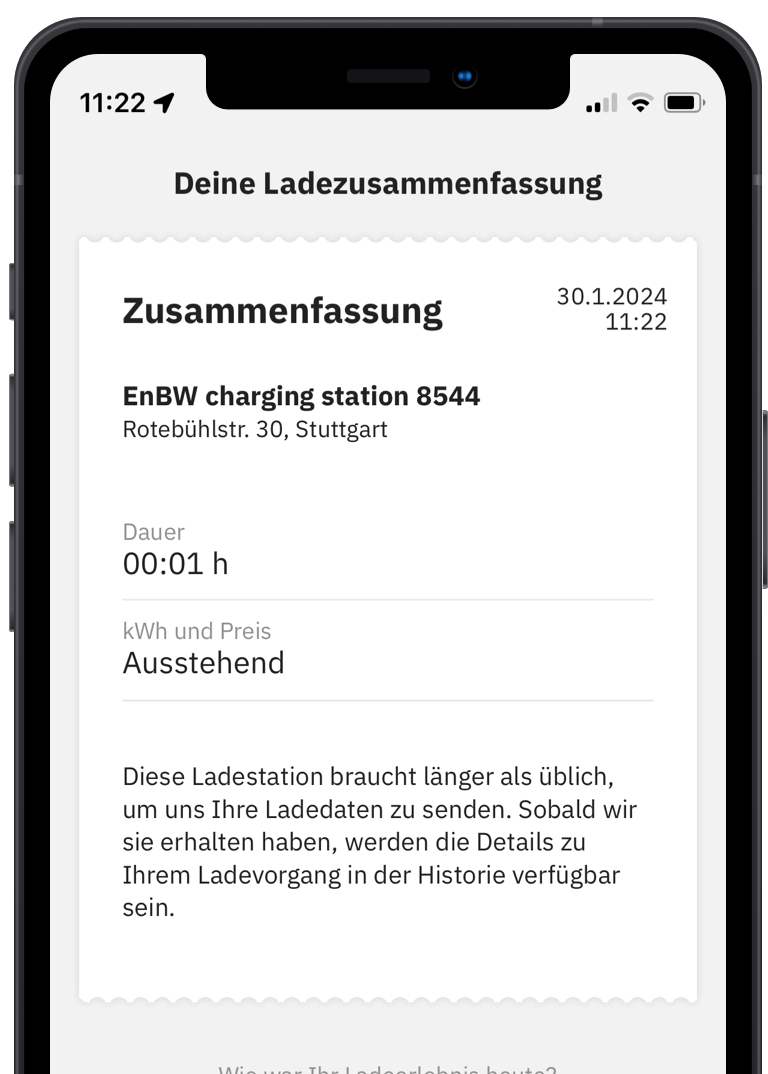 11:22
Deine Ladezusammenfassung
Zusammenfassung
30.1.2024
11:22
EnBW charging station 8544
Rotebühlstr. 30, Stuttgart
Dauer
00:01 h
kWh und Preis
Ausstehend
Diese Ladestation braucht länger als üblich,
um uns Ihre Ladedaten zu senden. Sobald wir
sie erhalten haben, werden die Details zu
Ihrem Ladevorgang in der Historie verfügbar
sein.
Wie war Ihr Ladeerlebnis heute?